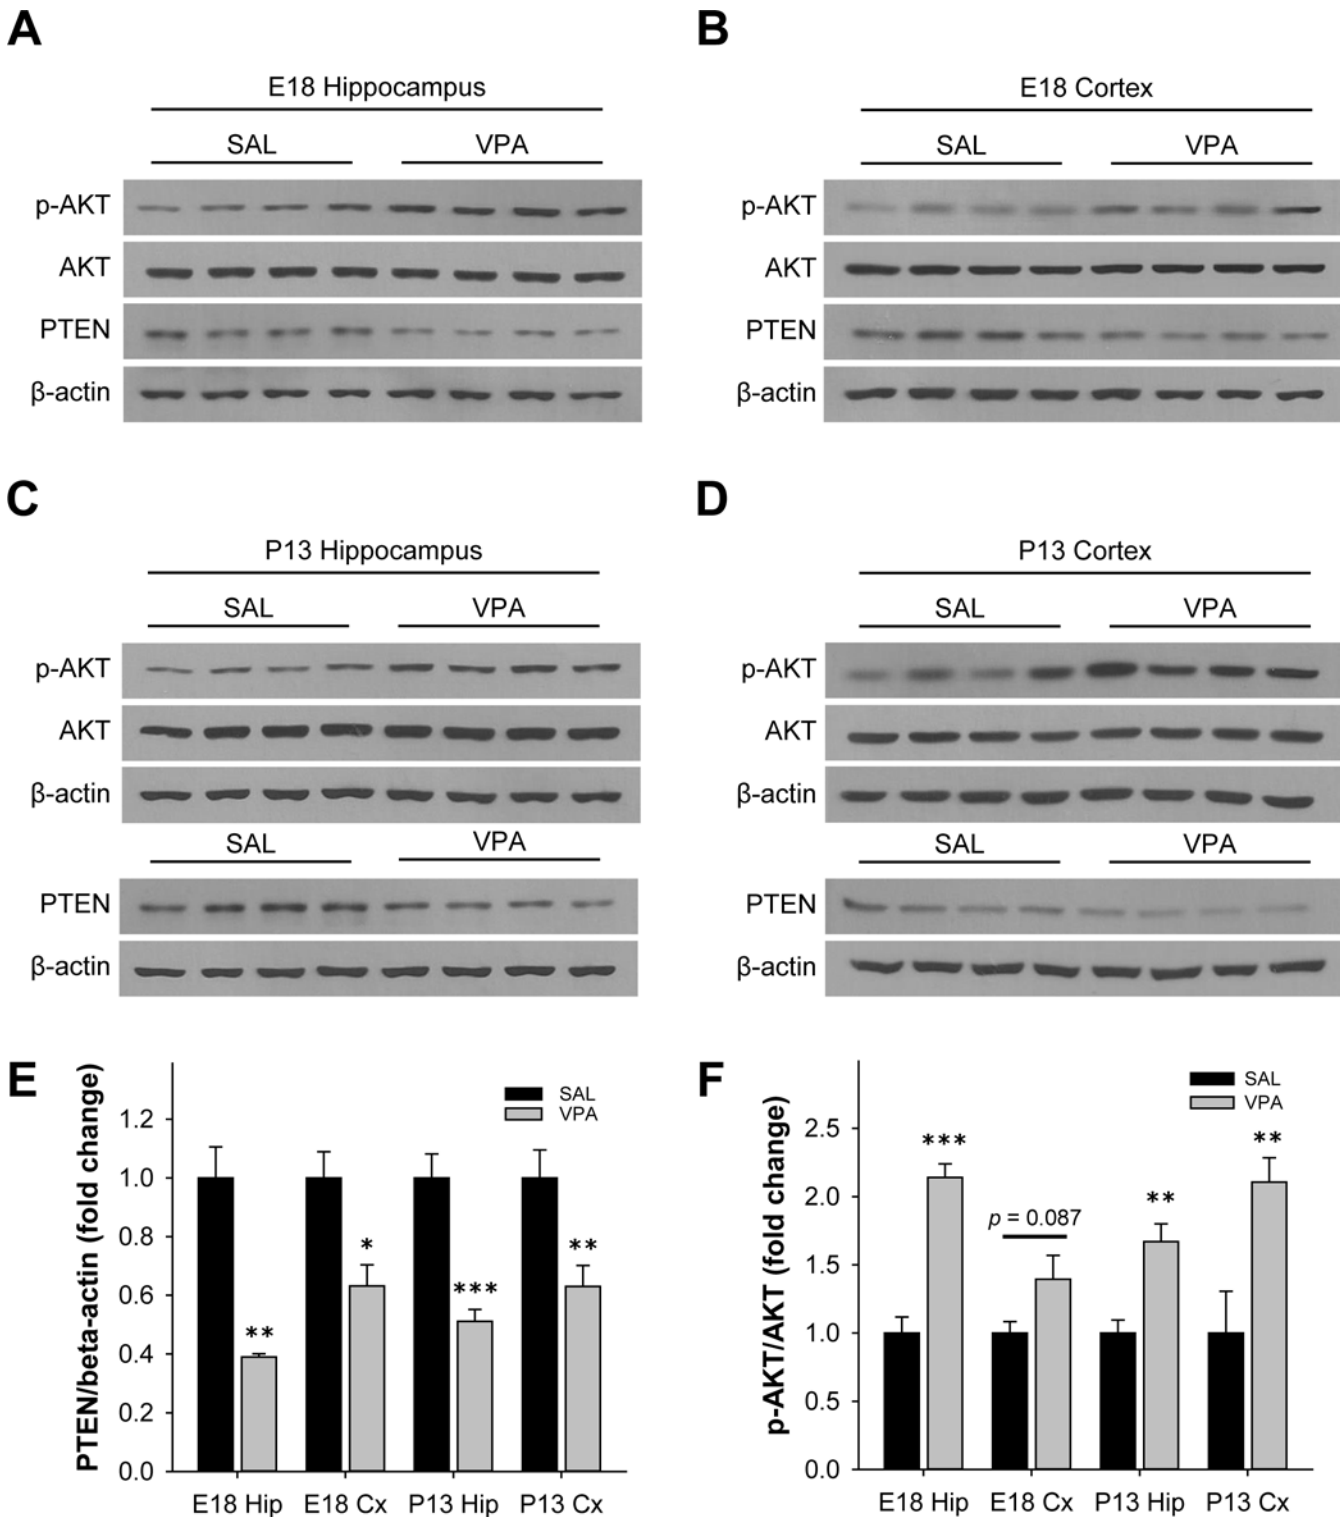 A
B
E18 Hippocampus
E18 Cortex
SAL VPA
SAL VPA
p-AKT
p-AKT
AKT
AKT
PTEN
PTEN
β-actin
β-actin
C
D
P13 Hippocampus
P13 Cortex
SAL VPA
SAL VPA
p-AKT
p-AKT
AKT
AKT
β-actin
β-actin
SAL VPA
SAL VPA
PTEN
PTEN
β-actin
β-actin
E
PTEN/beta-actin (fold change)
SAL
VPA
1.2
1.0
0.8
0.6
0.4
0.2
0.0
**
*
***
**
E18 Hip E18 Cx P13 Hip P13 Cx
F
p-AKT/AKT (fold change)
SAL
VPA
2.5
2.0
1.5
1.0
0.5
0.0
***
p = 0.087
**
**
E18 Hip E18 Cx P13 Hip P13 Cx